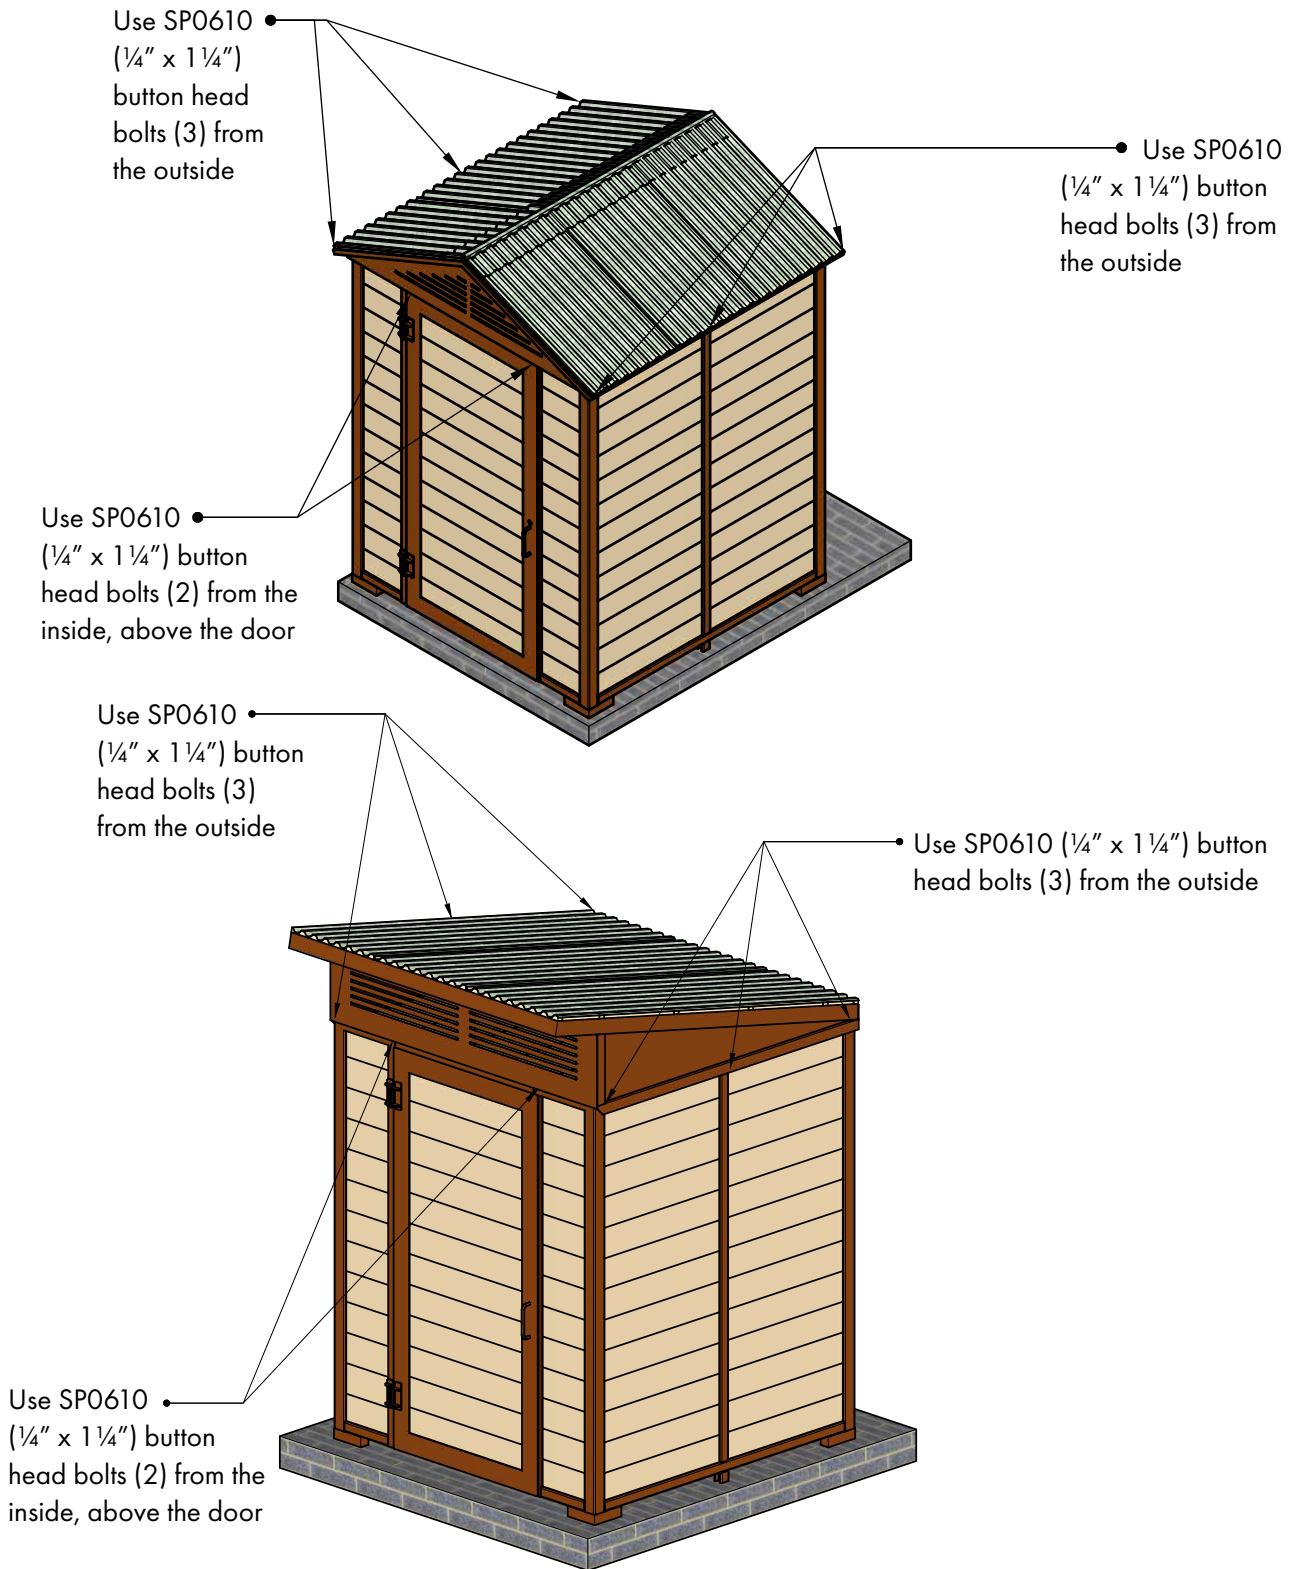 Use SP0610
(¼” x 1¼”)
button head
bolts (3) from
the outside
Use SP0610
(¼” x 1¼”) button
head bolts (3) from
the outside
Use SP0610
(¼” x 1¼”) button
head bolts (2) from the
inside, above the door
Use SP0610
(¼” x 1¼”) button
head bolts (3)
from the outside
Use SP0610 (¼” x 1¼”) button
head bolts (3) from the outside
Use SP0610
(¼” x 1¼”) button
head bolts (2) from the
inside, above the door